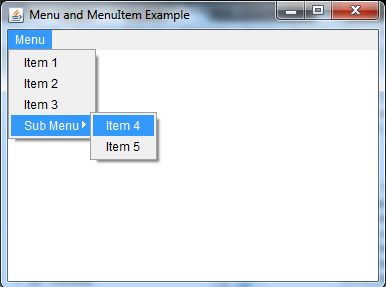 Menu and MenuItem Example
Menu
Item 1
Item 2
Item 3
Sub Menu
Item 4
Item 5